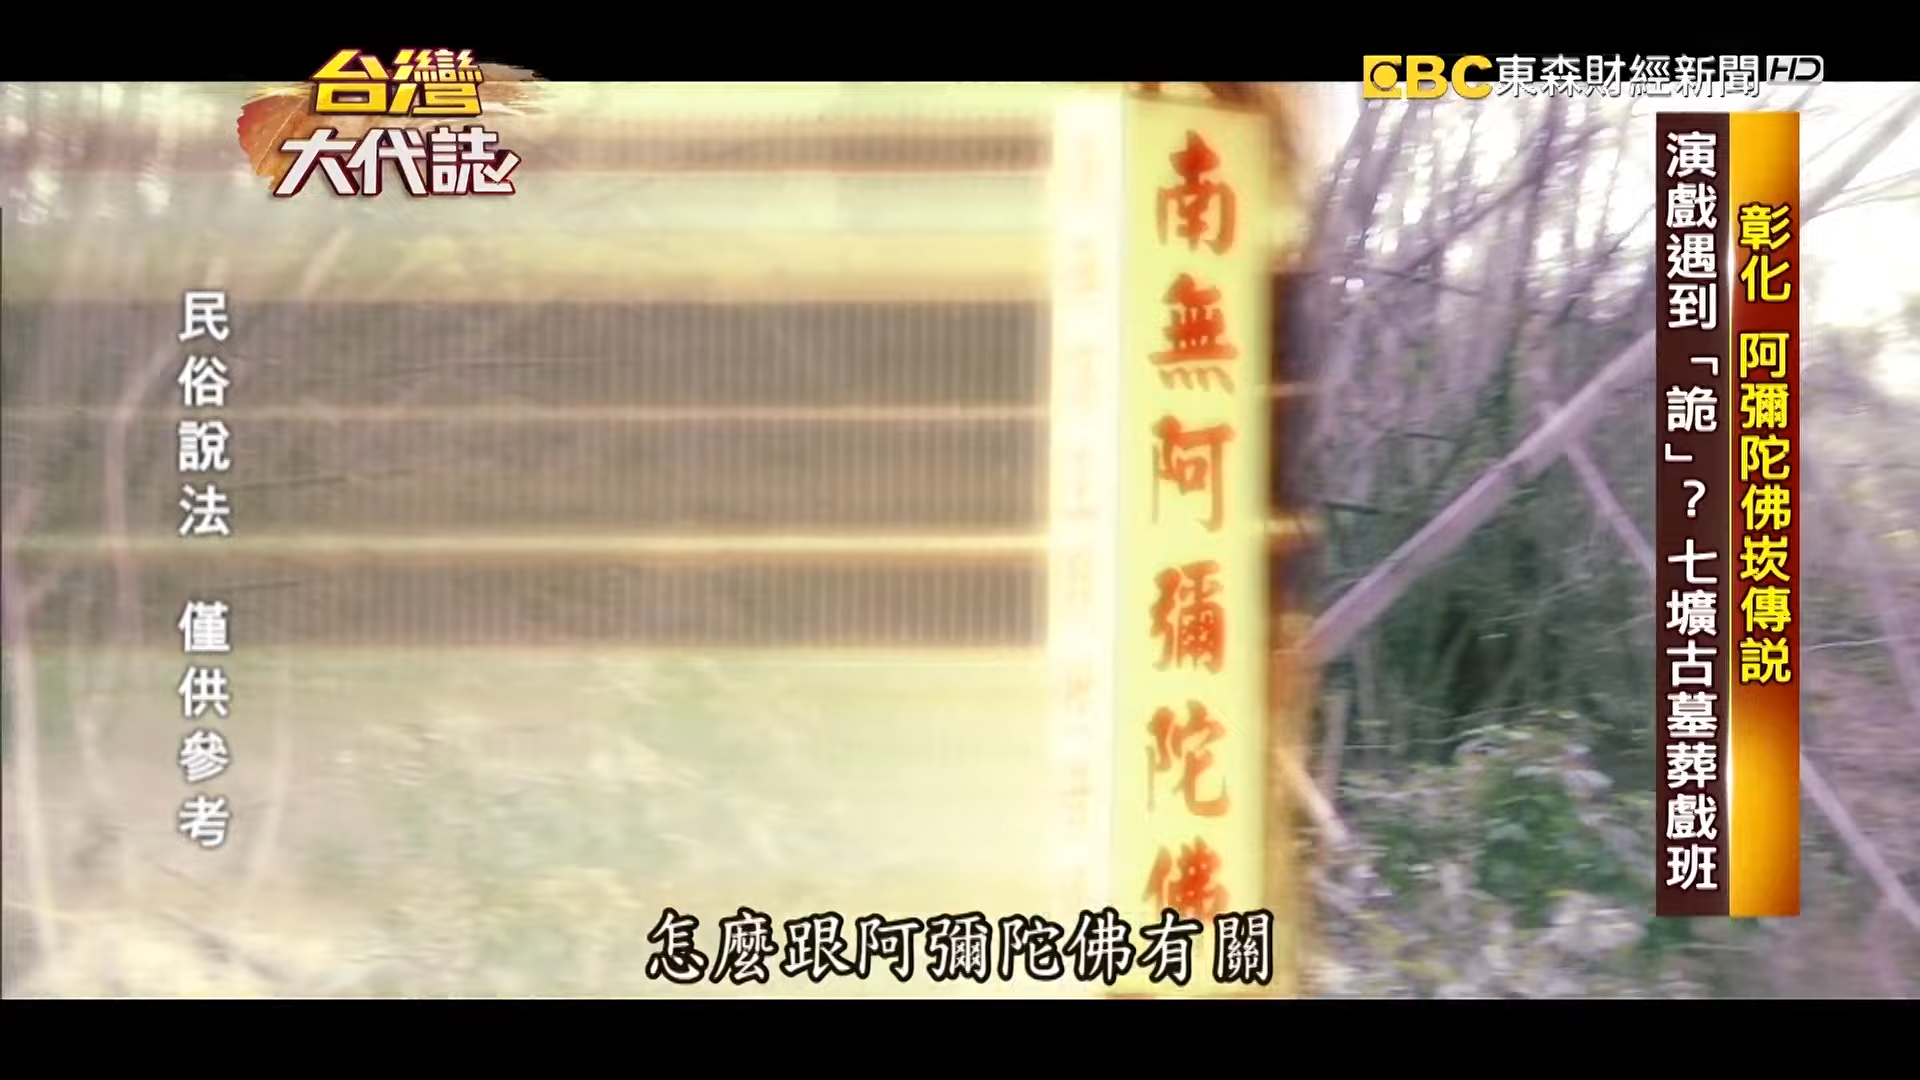 台灣
大代誌
EBC東森財經新聞HD
彰化 阿彌陀佛崁傳說
演戲遇到「詭」？七壙古墓葬戲班
南無阿彌陀佛
民俗說法 僅供參考
怎麼跟阿彌陀佛有關